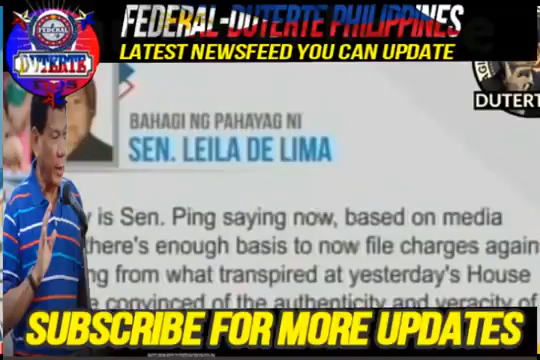 FEDERAL-DUTERTE PHILIPPINES
LATEST NEWSFEED YOU CAN UPDATE
FEDERAL
DUTERTE
DUTERT
BAHAGI NG PAHAYAG NI
SEN. LEILA DE LIMA
y is Sen. Ping saying now, based on media
there's enough basis to now file charges again
ng from what transpired at yesterday's House
convinced of the authenticity and veracity of
SUBSCRIBE FOR MORE UPDATES